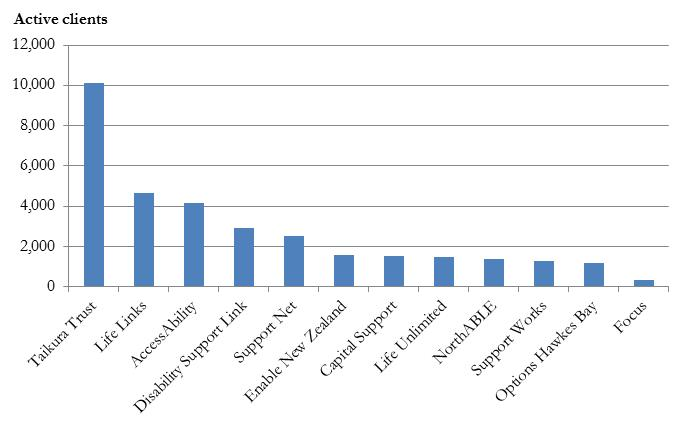 Active clients
12,000
10,000
8,000
6,000
4,000
2,000
0
Taikura Trust
Life Links
AccessAbility
Disability Support Link
Support Net
Enable New Zealand
Capital Support
Life Unlimited
NorthABLE
Support Works
Options Hawkes Bay
Focus